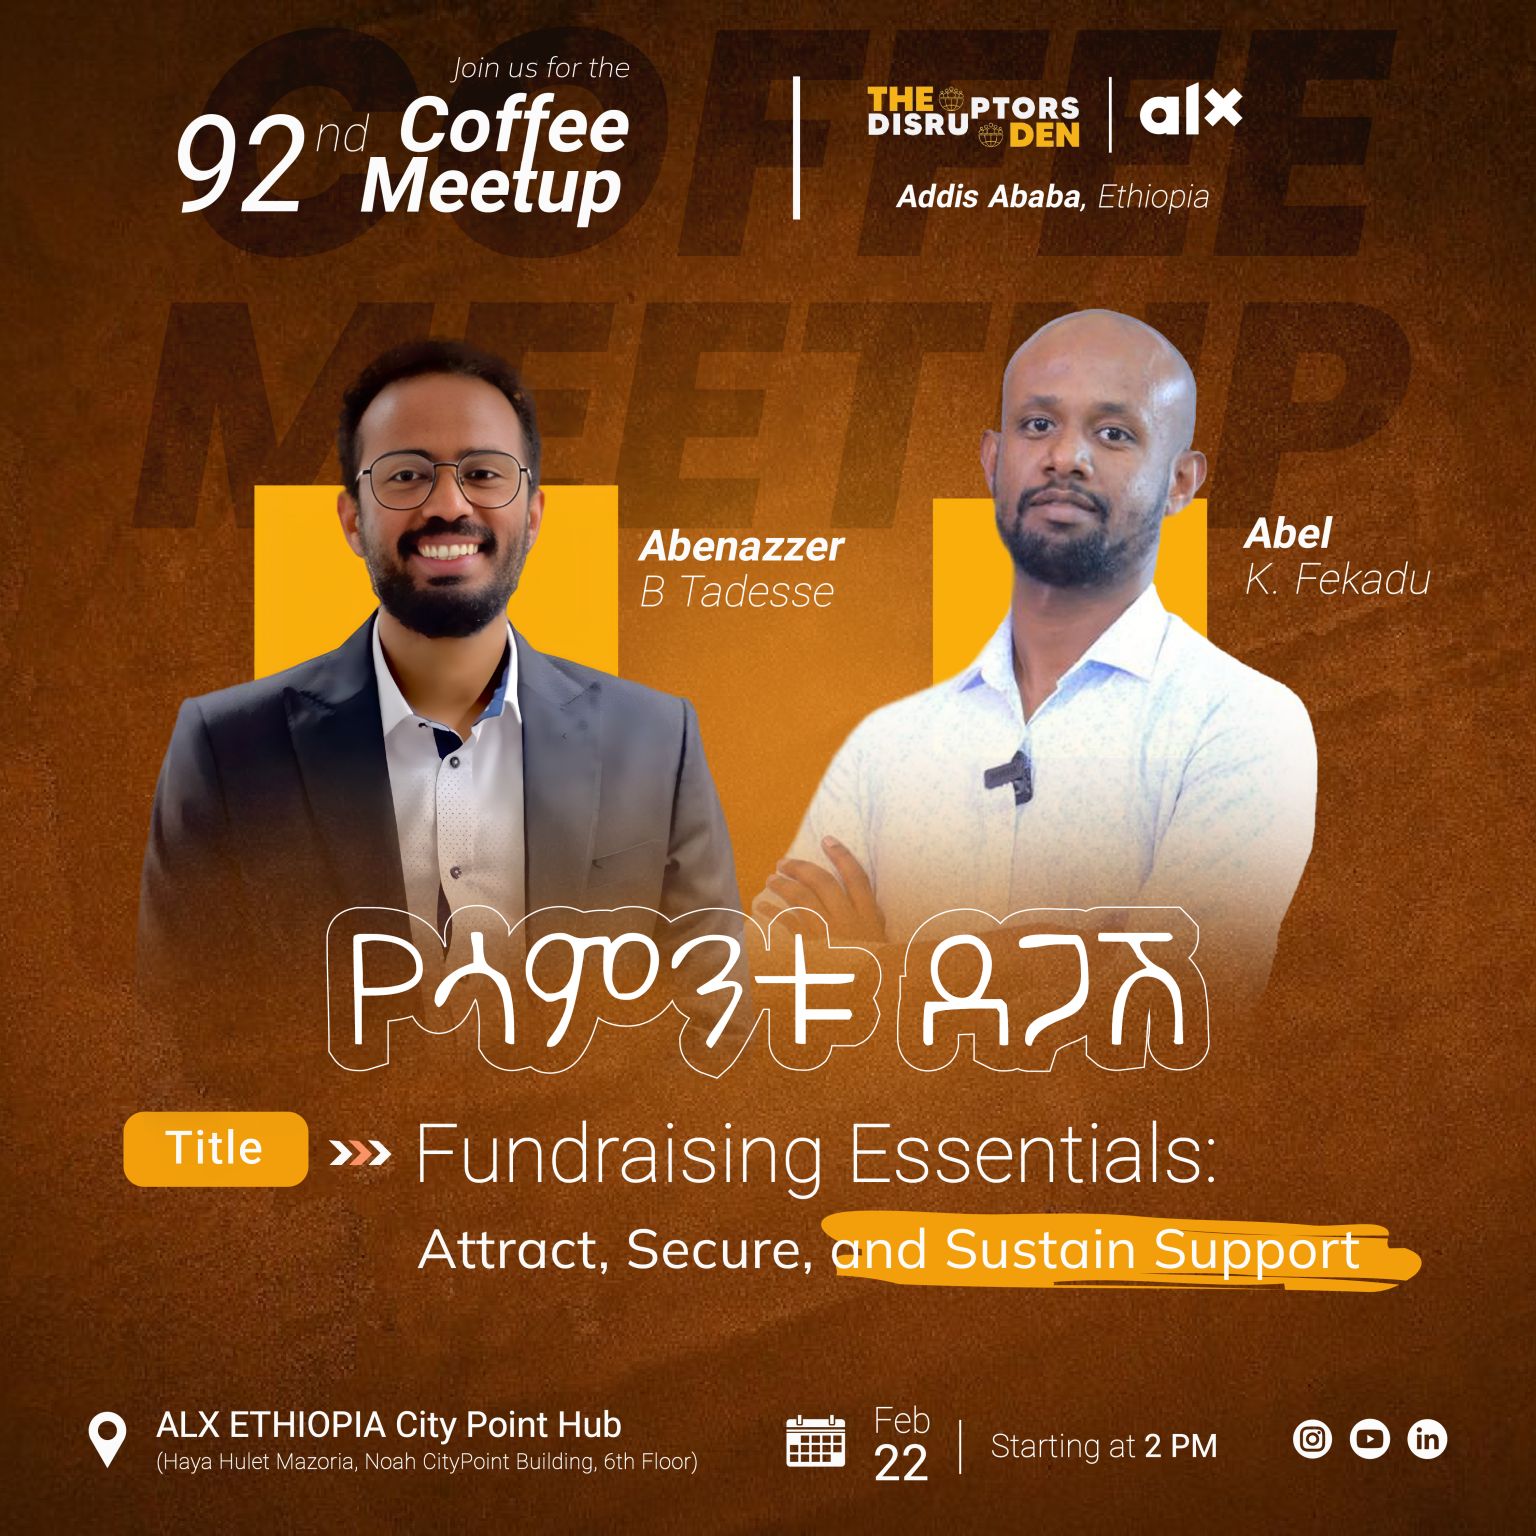 COFFEE
MEETUP
Join us for the
92nd Coffee
Meetup
THE DISRUPTORS DEN
alx
Addis Ababa, Ethiopia
Abenazzer
B Tadesse
Abel
K. Fekadu
የሳምንቱ ደጋሽ
Title
Fundraising Essentials:
Attract, Secure, and Sustain Support
ALX ETHIOPIA City Point Hub
(Haya Hulet Mazoria, Noah CityPoint Building, 6th Floor)
Feb
22
Starting at 2 PM
in